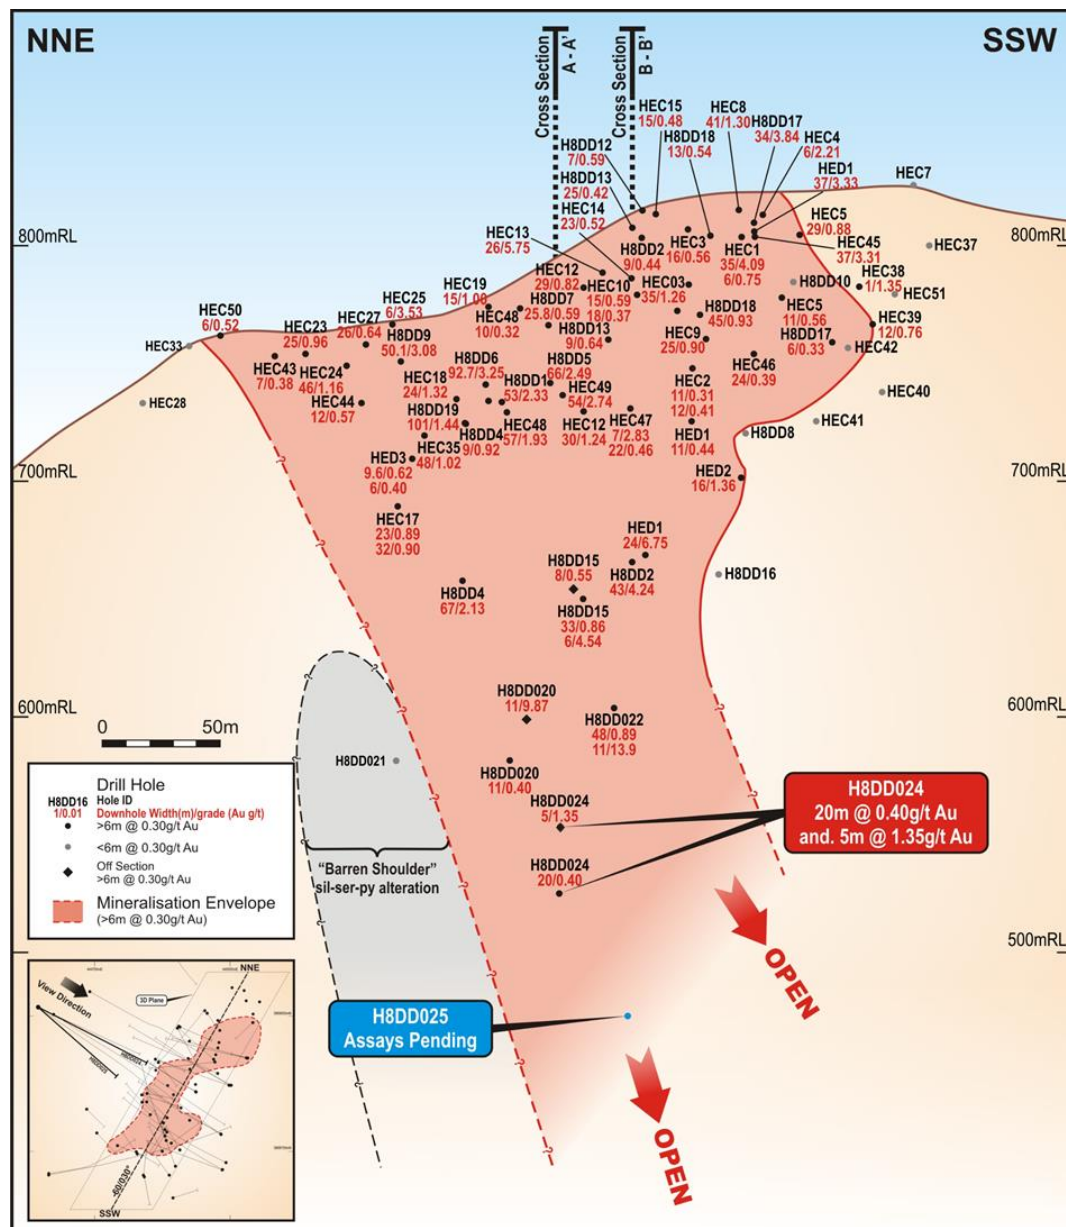 NNE
SSW
Cross Section
A - A'
Cross Section
B - B'
HEC15
15/0.48
HEC8
41/1.30
H8DD17
34/3.84
HEC4
6/2.21
H8DD18
13/0.54
HED1
37/3.33
H8DD12
7/0.59
H8DD13
25/0.42
HEC14
23/0.52
HEC7
HEC13
26/5.75
H8DD2
9/0.44
HEC3
16/0.56
HEC1
35/4.09
6/0.75
HEC5
29/0.88
HEC45
37/3.31
HEC37
800mRL
800mRL
HEC12
29/0.82
HEC10
15/0.59
18/0.37
HEC03
35/1.26
H8DD10
HEC38
1/1.35
HEC51
HEC19
15/1.00
HEC25
6/3.53
HEC50
6/0.52
HEC48
10/0.32
H8DD7
25.8/0.59
H8DD13
9/0.64
H8DD18
45/0.93
HEC5
11/0.56
HEC39
12/0.76
HEC33
HEC23
25/0.96
HEC27
26/0.64
H8DD9
50.1/3.08
HEC9
25/0.90
H8DD17
6/0.33
HEC42
HEC43
7/0.38
HEC24
46/1.16
HEC18
24/1.32
H8DD6
92.7/3.25
H8DD1
53/2.33
H8DD5
66/2.49
HEC49
54/2.74
HEC2
11/0.31
12/0.41
HEC46
24/0.39
HEC40
HEC28
HEC44
12/0.57
H8DD19
101/1.44
H8DD4
9/0.92
HEC48
57/1.93
HEC12
30/1.24
HEC47
7/2.83
22/0.46
HED1
11/0.44
H8DD8
HEC41
HEC35
48/1.02
HED3
9.6/0.62
6/0.40
700mRL
700mRL
HED2
16/1.36
HEC17
23/0.89
32/0.90
HED1
24/6.75
H8DD15
8/0.55
H8DD2
43/4.24
H8DD16
H8DD4
67/2.13
H8DD15
33/0.86
6/4.54
600mRL
600mRL
H8DD020
11/9.87
H8DD022
48/0.89
11/13.9
0
50m
H8DD021
H8DD020
11/0.40
H8DD024
5/1.35
H8DD024
20m @ 0.40g/t Au
and. 5m @ 1.35g/t Au
H8DD024
20/0.40
"Barren Shoulder"
sil-ser-py alteration
Drill Hole
H8DD16 Hole ID
1/0.01 Downhole Width(m)/grade (Au g/t)
>6m @ 0.30g/t Au
<6m @ 0.30g/t Au
Off Section
>6m @ 0.30g/t Au
Mineralisation Envelope
(>6m @ 0.30g/t Au)
500mRL
OPEN
H8DD025
Assays Pending
OPEN
NNE
View Direction
3D Plane
-60/030°
SSW